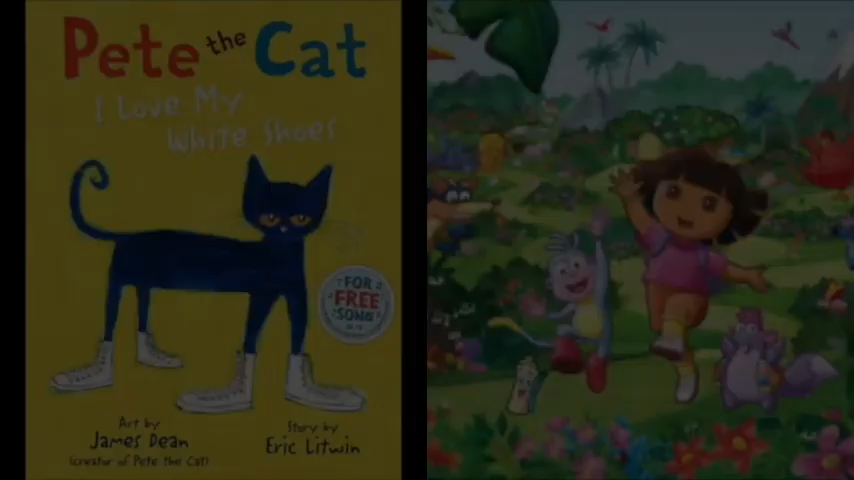 Pete the Cat
I Love My
White Shoes
FOR
FREE
SONG
Art by
James Dean
(creator of Pete the Cat)
Story by
Eric Litwin